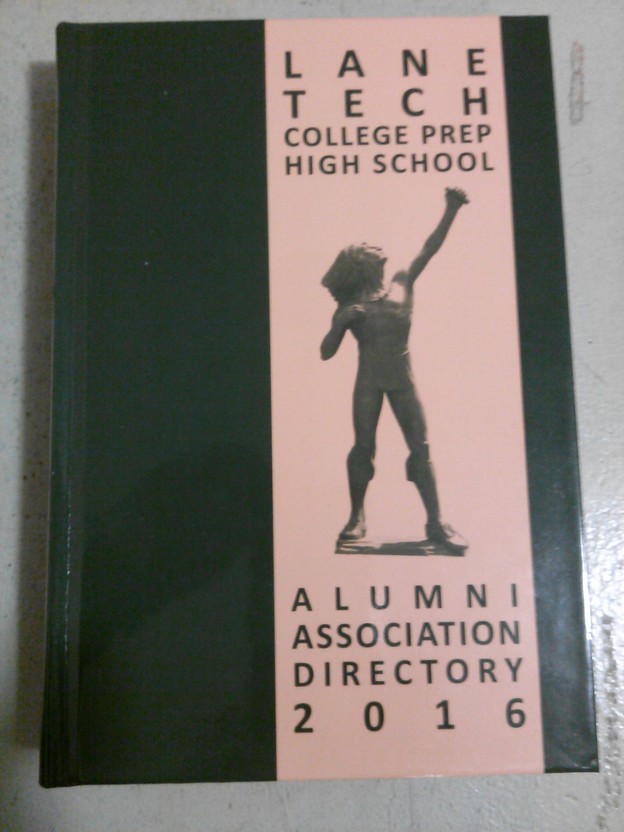 LANE
TECH
COLLEGE PREP
HIGH SCHOOL
ALUMNI
ASSOCIATION
DIRECTORY
2016